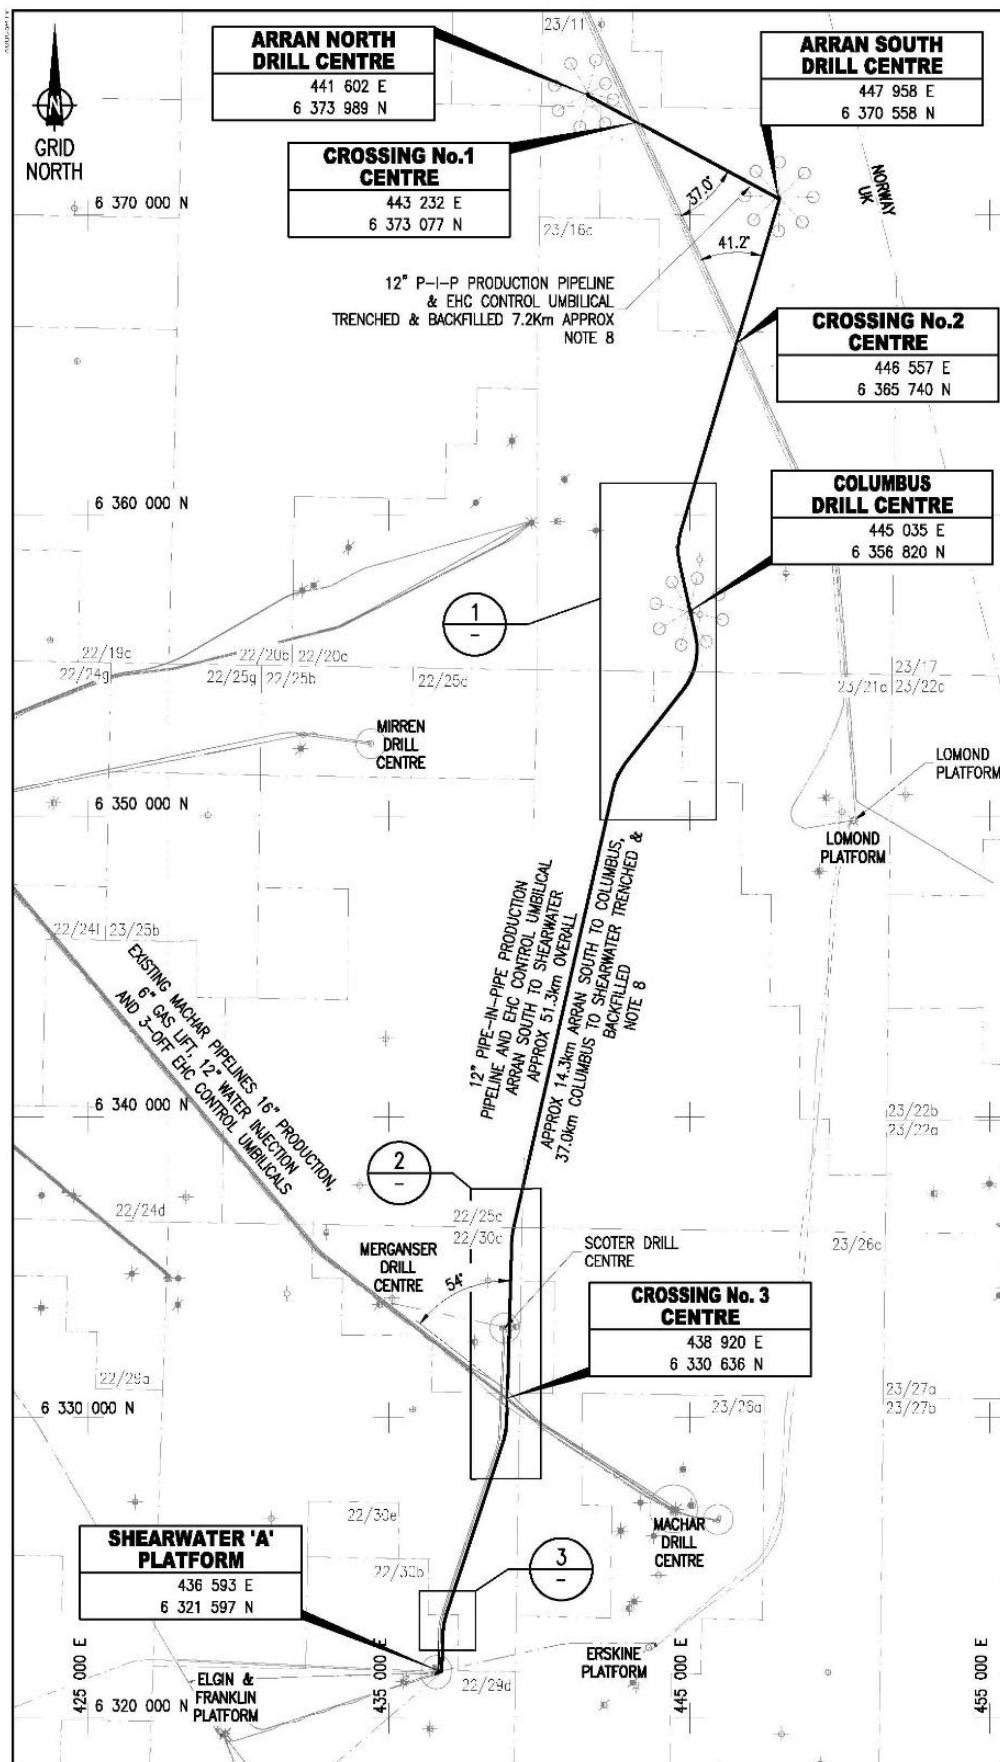 23/11
ARRAN NORTH
DRILL CENTRE
441 602 E
6 373 989 N
ARRAN SOUTH
DRILL CENTRE
447 958 E
6 370 558 N
N
GRID
NORTH
CROSSING No.1
CENTRE
443 232 E
6 373 077 N
NORWAY
UK
37.0°
6 370 000 N
23/16c
41.2°
12" P-I-P PRODUCTION PIPELINE
& EHC CONTROL UMBILICAL
TRENCHED & BACKFILLED 7.2Km APPROX
NOTE 8
CROSSING No.2
CENTRE
446 557 E
6 365 740 N
COLUMBUS
DRILL CENTRE
445 035 E
6 356 820 N
6 360 000 N
1
-
22/19c
22/20b
22/20c
22/24g
22/25g
22/25b
22/25d
23/17
23/21c
23/22c
MIRREN
DRILL
CENTRE
LOMOND
PLATFORM
6 350 000 N
LOMOND
PLATFORM
12" PIPE-IN-PIPE PRODUCTION
PIPELINE AND EHC CONTROL UMBILICAL
ARRAN SOUTH TO SHEARWATER
APPROX 51.3km OVERALL
APPROX 14.3km ARRAN SOUTH TO COLUMBUS,
37.0km COLUMBUS TO SHEARWATER TRENCHED &
BACKFILLED
NOTE 8
23/25b
EXISTING MACHAR PIPELINES 16" PRODUCTION,
6" GAS LIFT, 12" WATER INJECTION
AND 3-OFF EHC CONTROL UMBILICALS
6 340 000 N
23/22b
23/22a
2
-
22/24d
22/25c
22/30c
23/26c
MERGANSER
DRILL
CENTRE
54°
SCOTER DRILL
CENTRE
CROSSING No. 3
CENTRE
438 920 E
6 330 636 N
22/29a
6 330 000 N
23/26a
23/27a
23/27b
22/30e
MACHAR
DRILL
CENTRE
SHEARWATER 'A'
PLATFORM
436 593 E
6 321 597 N
22/30b
3
-
ERSKINE
PLATFORM
ELGIN &
FRANKLIN
PLATFORM
22/29d
6 320 000 N
425 000 E
435 000 E
445 000 E
455 000 E